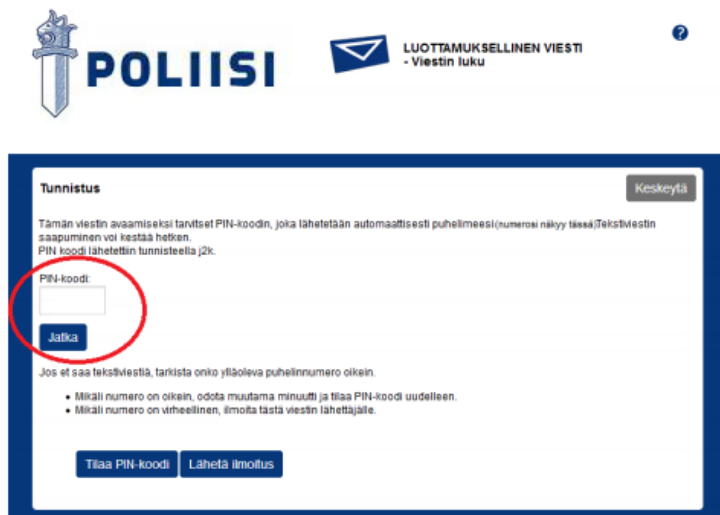 POLIISI
LUOTTAMUKSELLINEN VIESTI
- Viestin luku
?
Tunnistus
Keskeytä
Tämän viestin avaamiseksi tarvitset PIN-koodin, joka lähetetään automaattisesti puhelimeesi(numerosi näkyy tässä)Tekstiviestin
saapuminen voi kestää hetken.
PIN koodi lähetettiin tunnisteella j2k.
PIN-koodi:
Jatka
Jos et saa tekstiviestiä, tarkista onko ylläoleva puhelinnumero oikein.
• Mikäli numero on oikein, odota muutama minuutti ja tilaa PIN-koodi uudelleen.
• Mikäli numero on virheellinen, ilmoita tästä viestin lähettäjälle.
Tilaa PIN-koodi
Lähetä ilmoitus